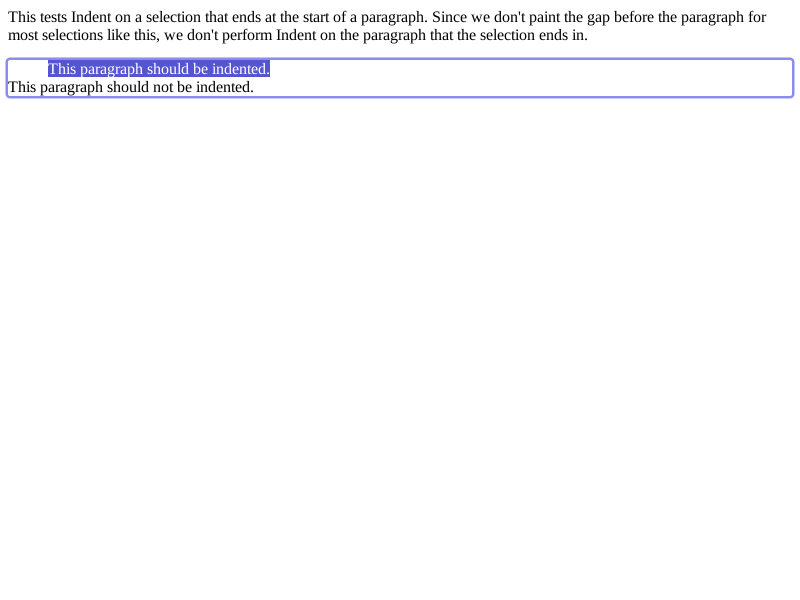 This tests Indent on a selection that ends at the start of a paragraph. Since we don't paint the gap before the paragraph for
most selections like this, we don't perform Indent on the paragraph that the selection ends in.
This paragraph should be indented.
This paragraph should not be indented.